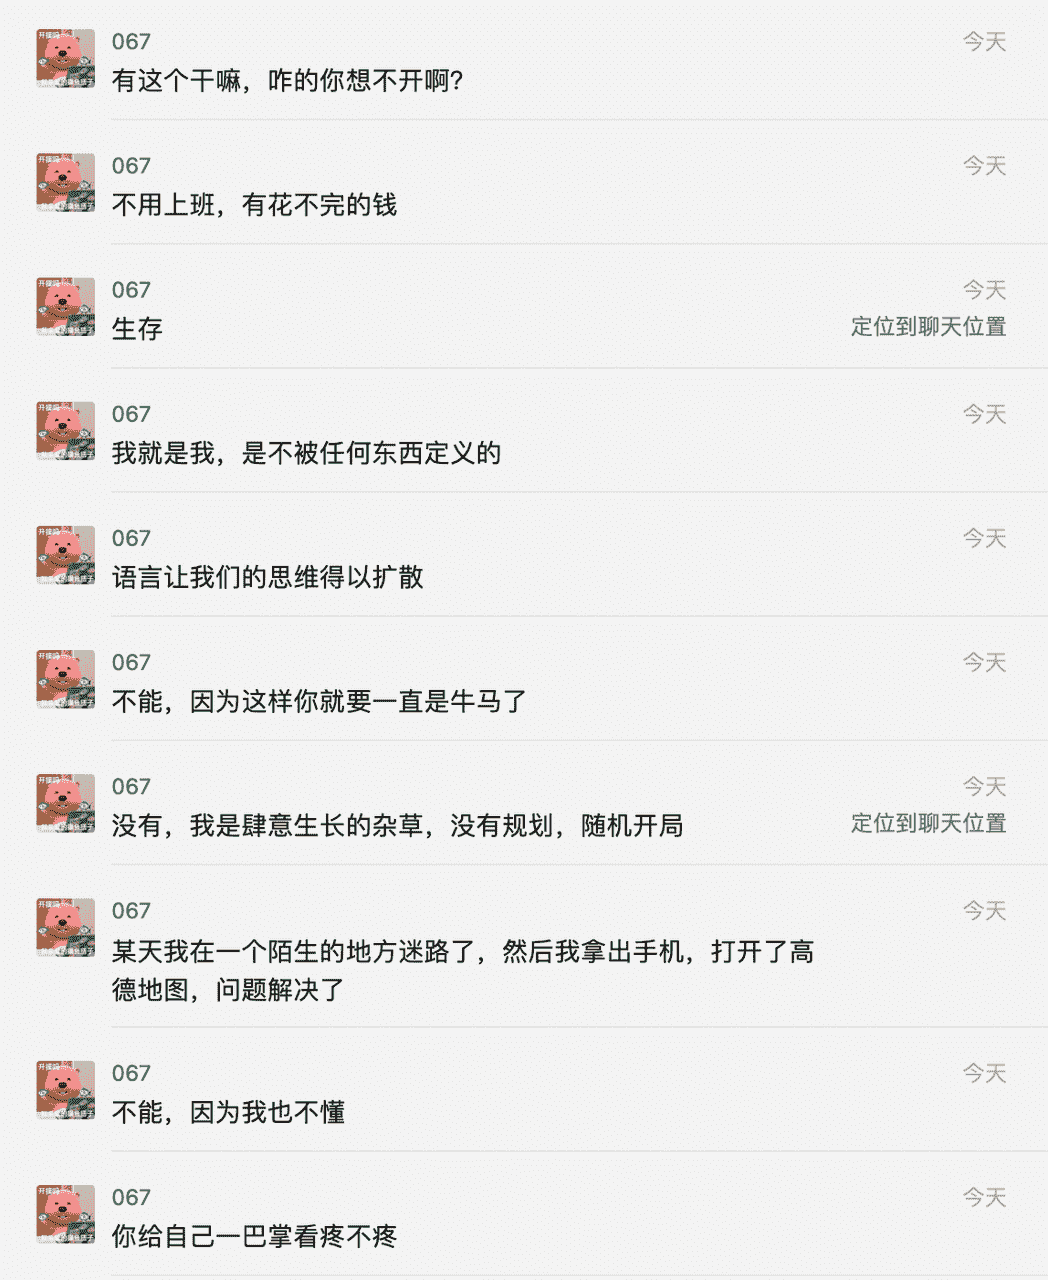 067
今天
有这个干嘛，咋的你想不开啊？
067
今天
不用上班，有花不完的钱
067
今天
生存
定位到聊天位置
067
今天
我就是我，是不被任何东西定义的
067
今天
语言让我们的思维得以扩散
067
今天
不能，因为这样你就要一直是牛马了
067
今天
没有，我是肆意生长的杂草，没有规划，随机开局
定位到聊天位置
067
今天
某天我在一个陌生的地方迷路了，然后我拿出手机，打开了高
德地图，问题解决了
067
今天
不能，因为我也不懂
067
今天
你给自己一巴掌看疼不疼